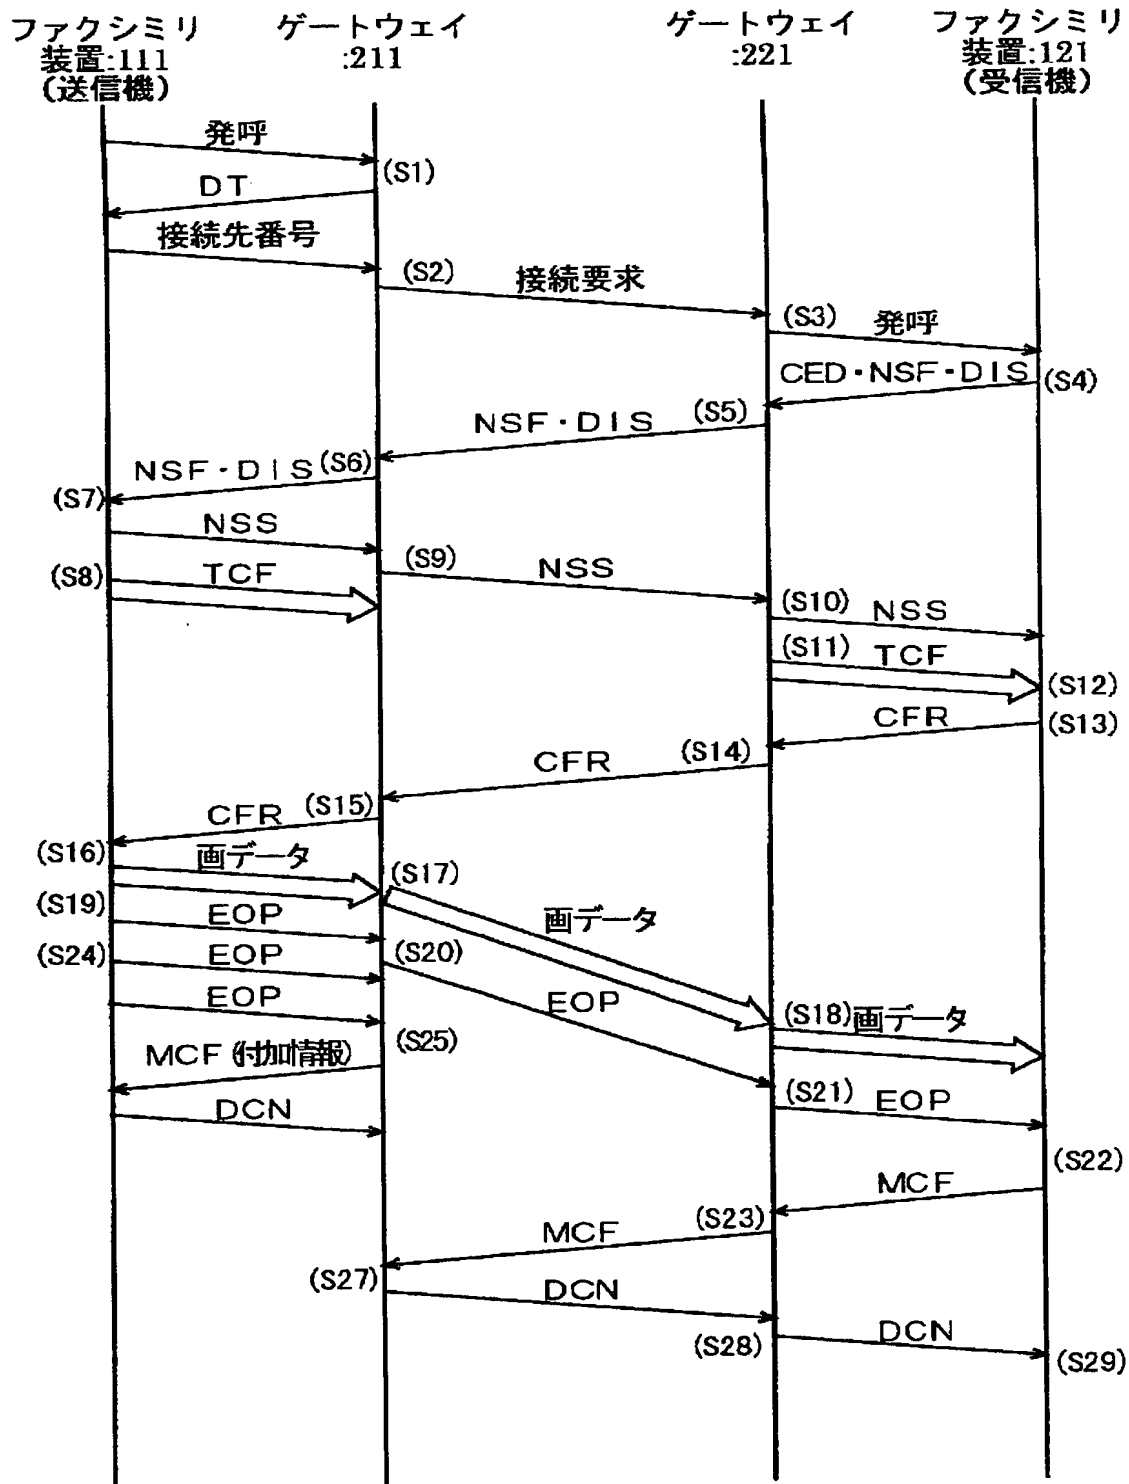 ファクシミリ
装置:111
(送信機)
ゲートウェイ
:211
ゲートウェイ
:221
ファクシミリ
装置:121
(受信機)
発呼
(S1)
DT
接続先番号
(S2)
接続要求
(S3)
発呼
CED・NSF・DIS
(S4)
(S5)
NSF・DIS
(S6)
NSF・DIS
(S7)
NSS
(S9)
NSS
(S8)
TCF
(S10)
NSS
(S11)
TCF
(S12)
CFR
(S13)
(S14)
CFR
(S15)
CFR
(S16)
画データ
(S17)
画データ
(S19)
EOP
(S24)
EOP
(S20)
EOP
EOP
(S18)
画データ
(S25)
MCF(付加情報)
(S21)
EOP
DCN
(S22)
MCF
(S23)
MCF
(S27)
DCN
(S28)
DCN
(S29)